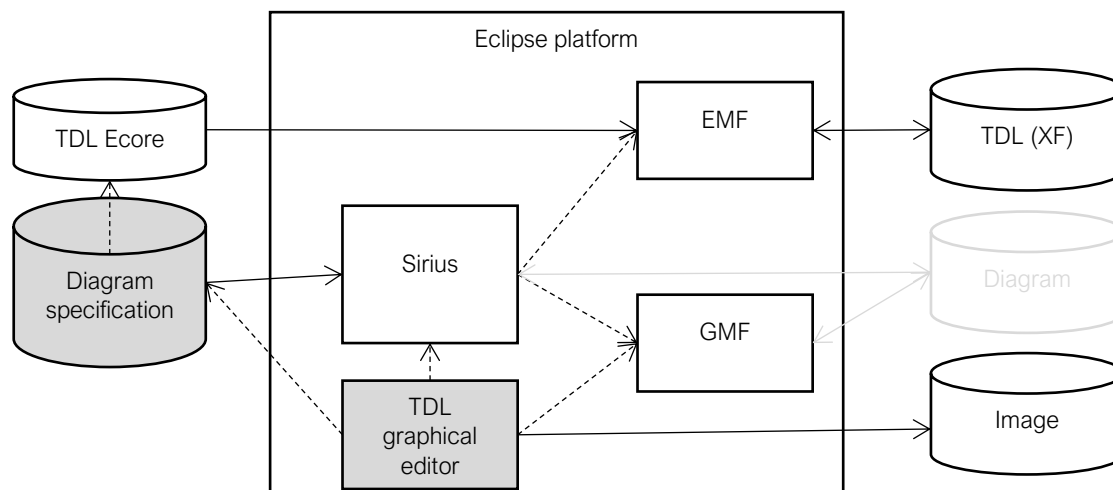 Eclipse platform
TDL Ecore
EMF
TDL (XF)
Diagram
specification
Sirius
Diagram
GMF
TDL
graphical
editor
Image